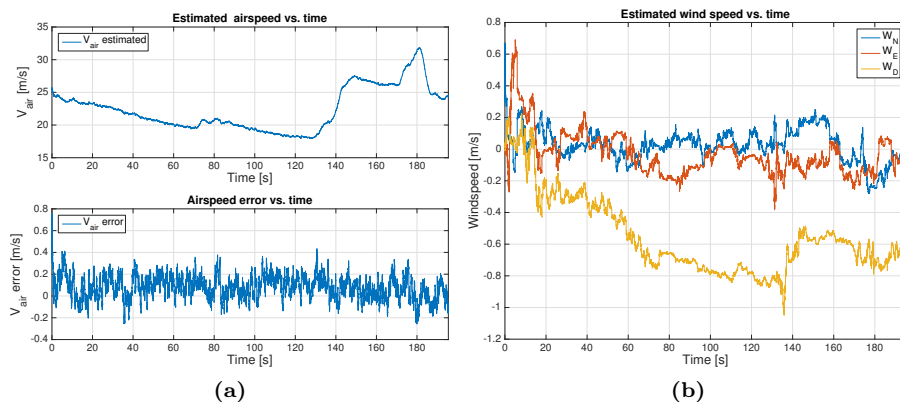 Estimated airspeed vs. time
V_air estimated
V_air [m/s]
35
30
25
20
15
0 20 40 60 80 100 120 140 160 180
Time [s]
Airspeed error vs. time
V_air error
V_air error [m/s]
0.8
0.6
0.4
0.2
0
-0.2
-0.4
0 20 40 60 80 100 120 140 160 180
Time [s]
(a)
Estimated wind speed vs. time
W_N
W_E
W_D
Windspeed [m/s]
0.8
0.6
0.4
0.2
0
-0.2
-0.4
-0.6
-0.8
-1
-1.2
0 20 40 60 80 100 120 140 160 180
Time [s]
(b)